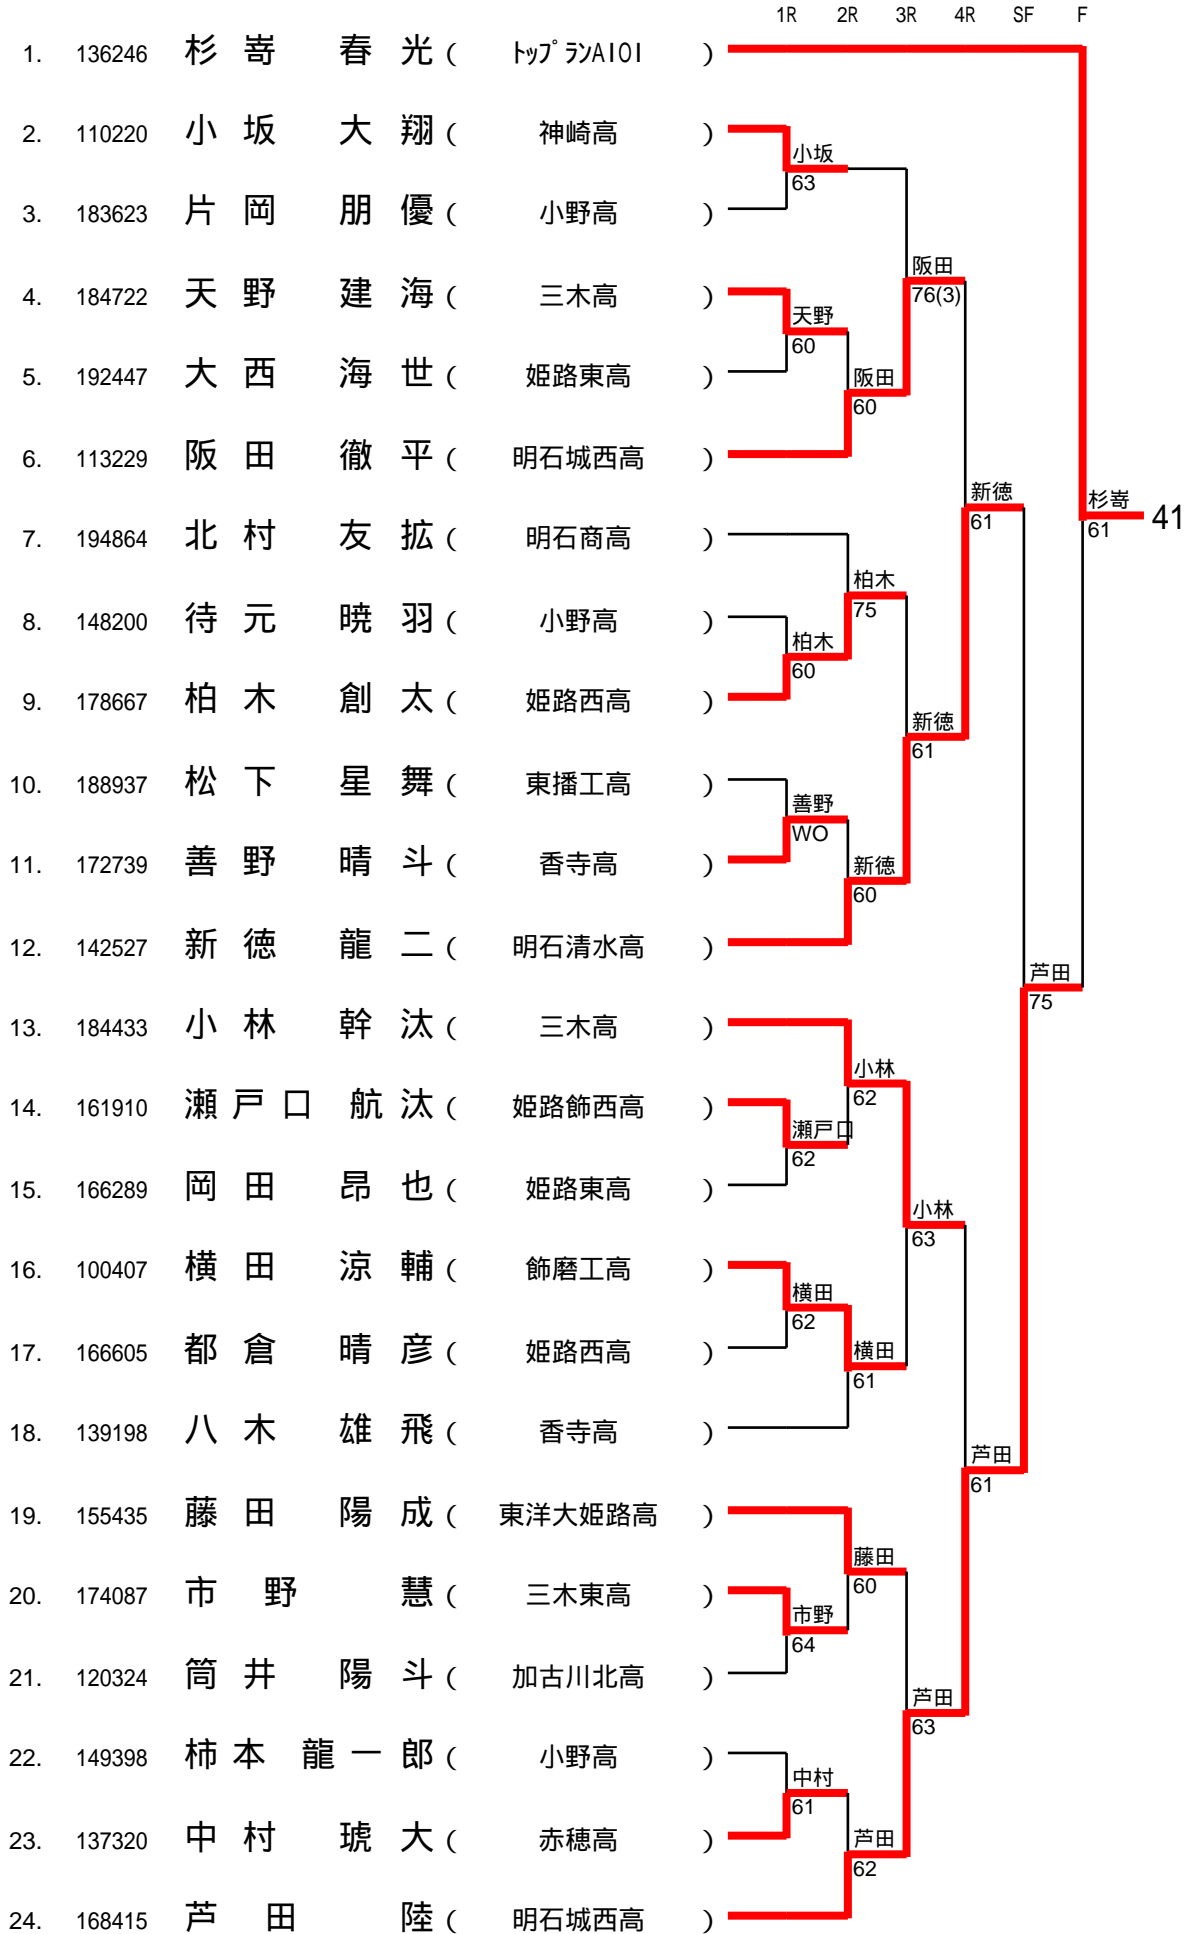 1R 2R 3R 4R SF F
1. 136246 杉嵜 春光 ( トップランAIOI )
2. 110220 小坂 大翔 ( 神崎高 )
小坂
63
3. 183623 片岡 朋優 ( 小野高 )
阪田
76(3)
4. 184722 天野 建海 ( 三木高 )
天野
60
5. 192447 大西 海世 ( 姫路東高 )
阪田
60
6. 113229 阪田 徹平 ( 明石城西高 )
新徳
61
杉嵜
61
41
7. 194864 北村 友拡 ( 明石商高 )
柏木
75
8. 148200 待元 暁羽 ( 小野高 )
柏木
60
9. 178667 柏木 創太 ( 姫路西高 )
新徳
61
10. 188937 松下 星舞 ( 東播工高 )
善野
WO
11. 172739 善野 晴斗 ( 香寺高 )
新徳
60
12. 142527 新徳 龍二 ( 明石清水高 )
芦田
75
13. 184433 小林 幹汰 ( 三木高 )
小林
62
14. 161910 瀬戸口 航汰 ( 姫路飾西高 )
瀬戸口
62
15. 166289 岡田 昂也 ( 姫路東高 )
小林
63
16. 100407 横田 涼輔 ( 飾磨工高 )
横田
62
17. 166605 都倉 晴彦 ( 姫路西高 )
横田
61
18. 139198 八木 雄飛 ( 香寺高 )
芦田
61
19. 155435 藤田 陽成 ( 東洋大姫路高 )
藤田
60
20. 174087 市野 慧 ( 三木東高 )
市野
64
21. 120324 筒井 陽斗 ( 加古川北高 )
芦田
63
22. 149398 柿本 龍一郎 ( 小野高 )
中村
61
23. 137320 中村 琥大 ( 赤穂高 )
芦田
62
24. 168415 芦田 陸 ( 明石城西高 )